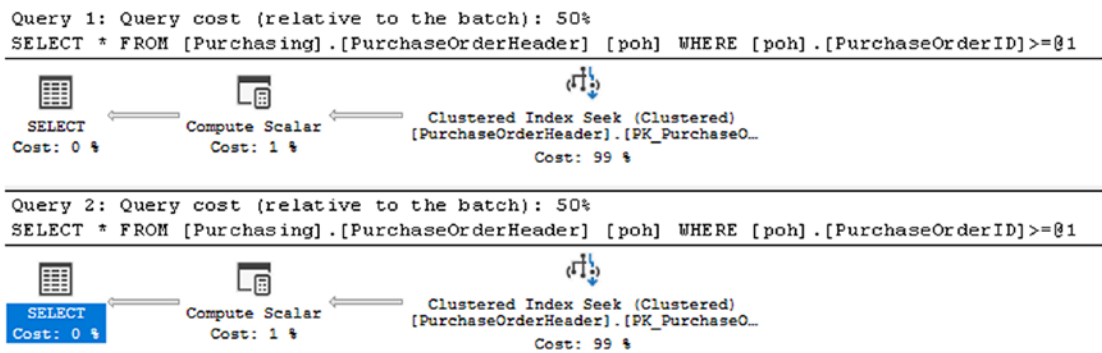 Query 1: Query cost (relative to the batch): 50%
SELECT * FROM [Purchasing].[PurchaseOrderHeader] [poh] WHERE [poh].[PurchaseOrderID]>=@1
SELECT
Cost: 0 %
Compute Scalar
Cost: 1 %
Clustered Index Seek (Clustered)
[PurchaseOrderHeader].[PK_PurchaseO…
Cost: 99 %
Query 2: Query cost (relative to the batch): 50%
SELECT * FROM [Purchasing].[PurchaseOrderHeader] [poh] WHERE [poh].[PurchaseOrderID]>=@1
SELECT
Cost: 0 %
Compute Scalar
Cost: 1 %
Clustered Index Seek (Clustered)
[PurchaseOrderHeader].[PK_PurchaseO…
Cost: 99 %